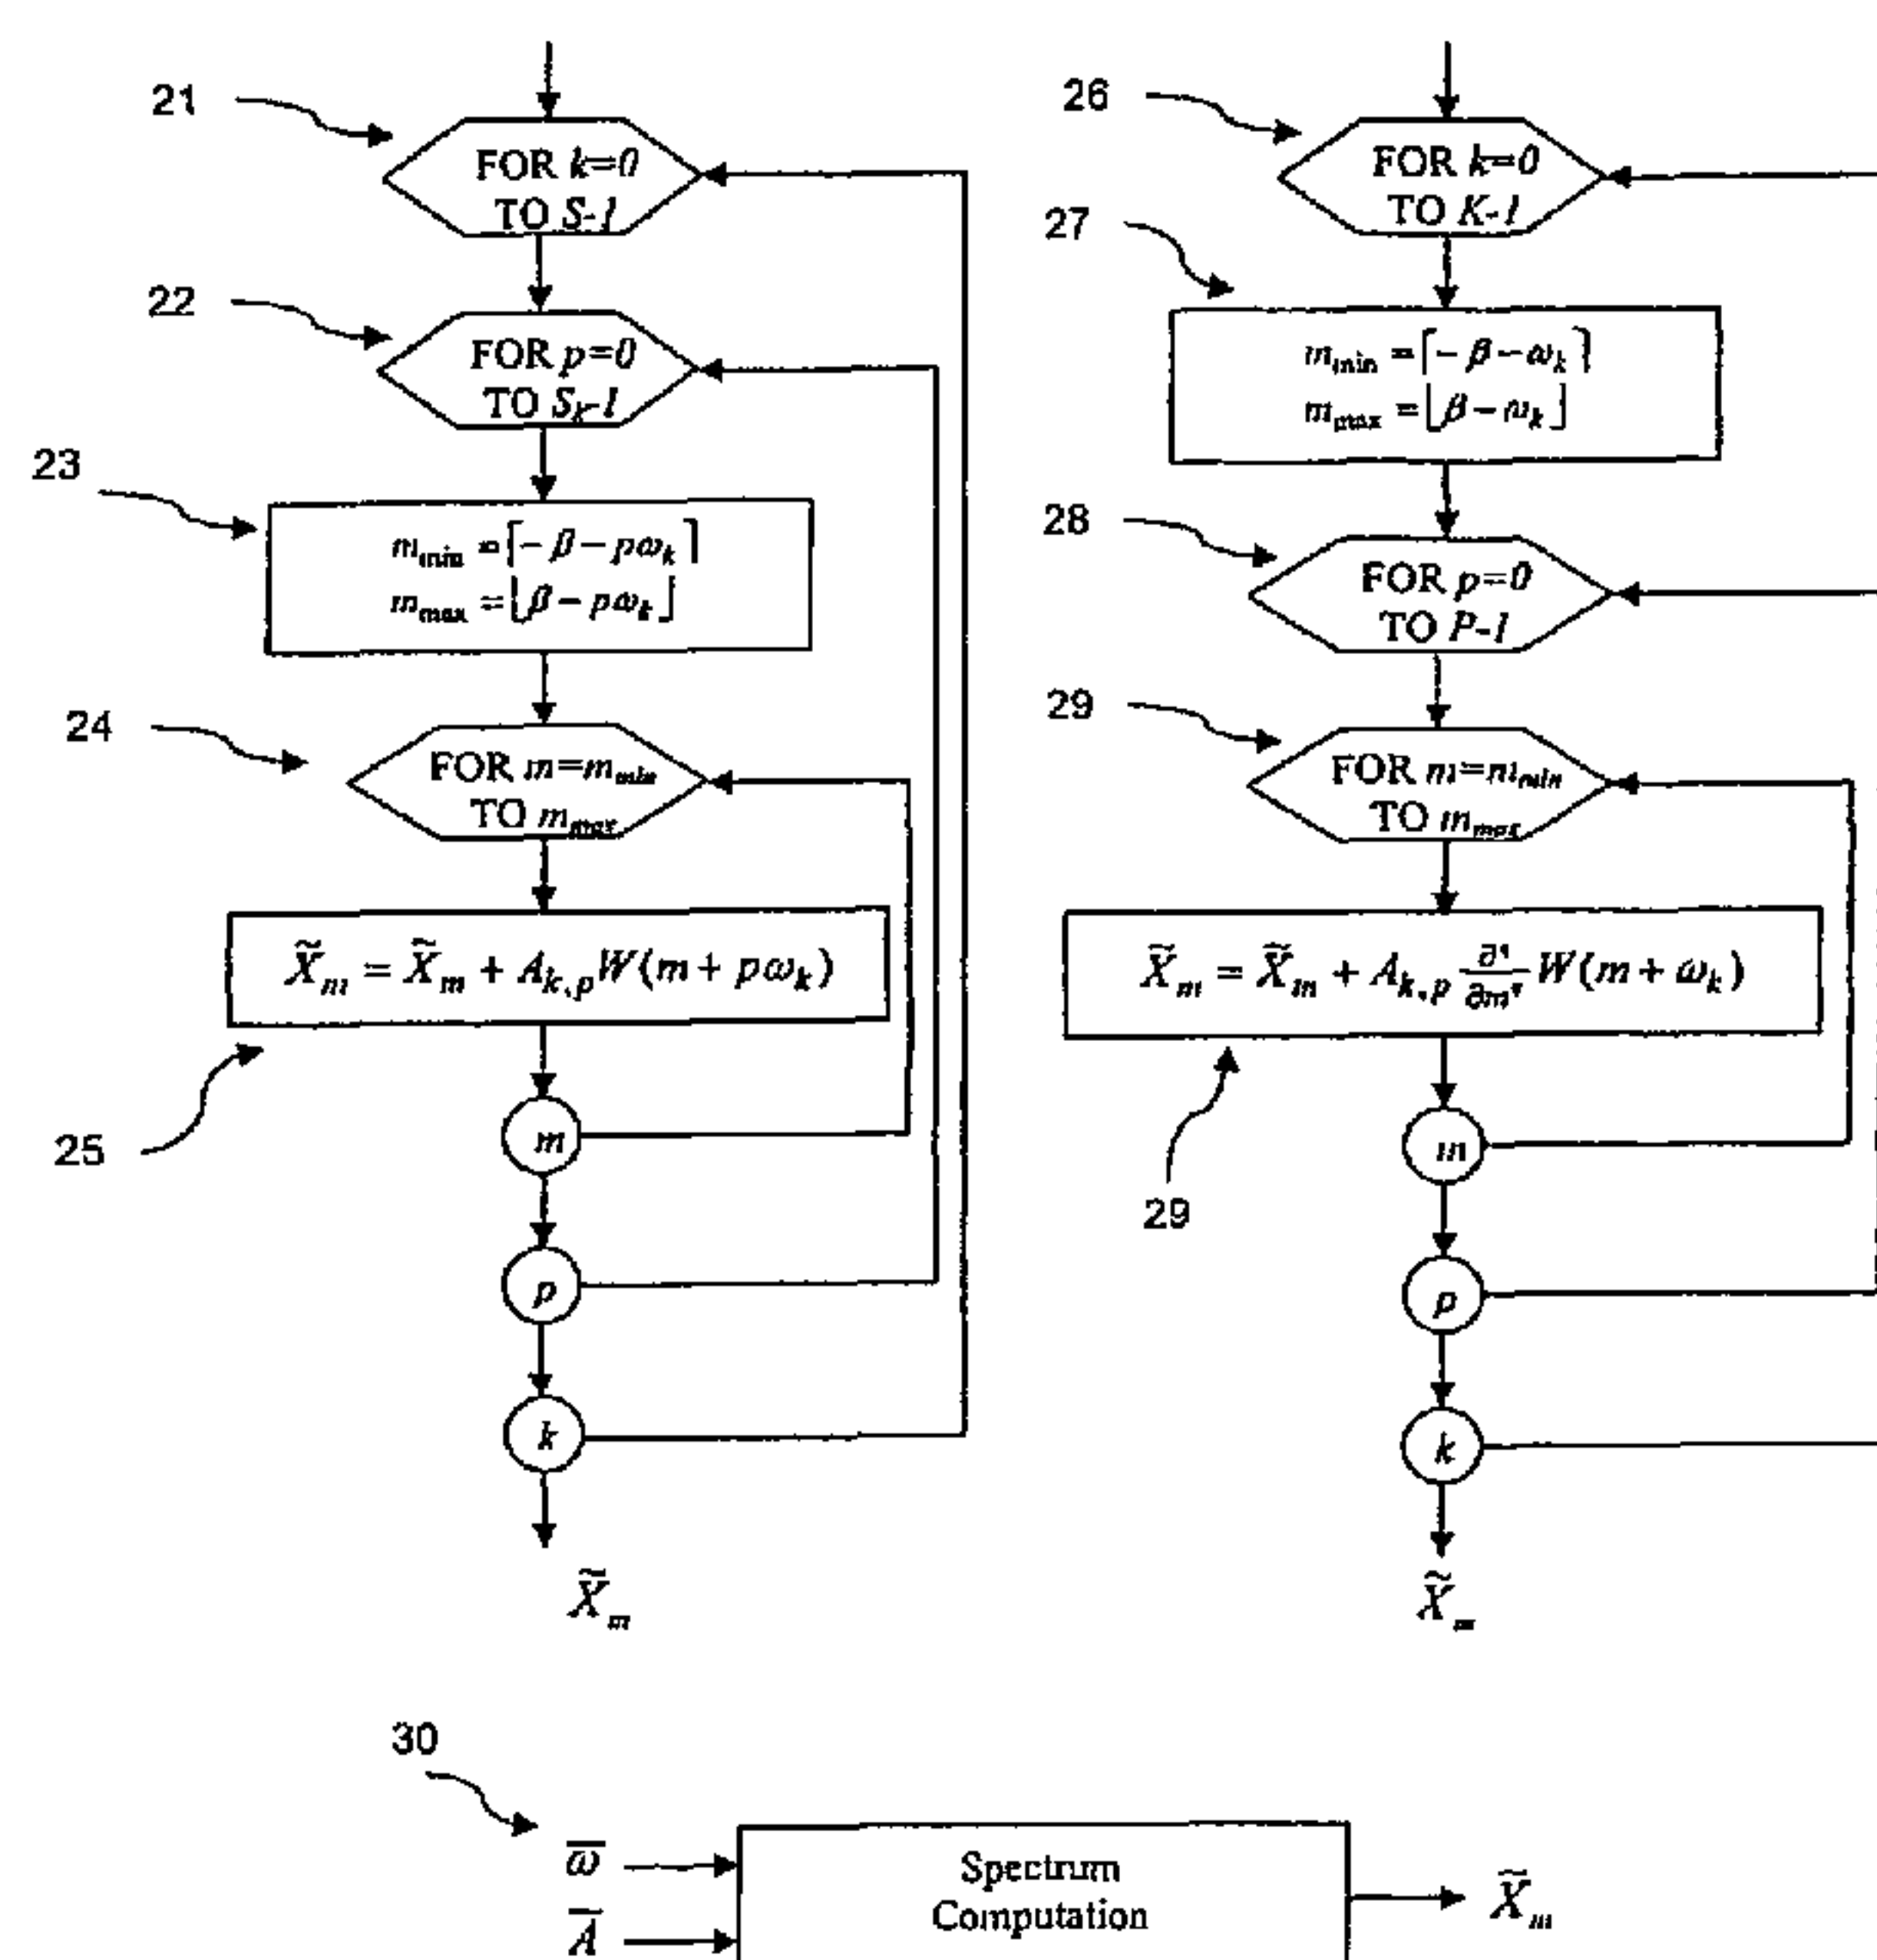 21
FOR k=0
TO S-1
22
FOR p=0
TO S_k-1
23
m_min = ⌈-β - pω_k⌉
m_max = ⌊β - pω_k⌋
24
FOR m=m_min
TO m_max
X̃_m = X̃_m + A_k,p W(m + pω_k)
25
m
p
k
X̃_m
26
FOR k=0
TO K-1
27
m_min = ⌈-β - ω_k⌉
m_max = ⌊β - ω_k⌋
28
FOR p=0
TO P-1
29
FOR m=m_min
TO m_max
X̃_m = X̃_m + A_k,p ∂/∂m W(m + ω_k)
29
m
p
k
X̃_m
30
ω̅
A̅
Spectrum
Computation
X̃_m